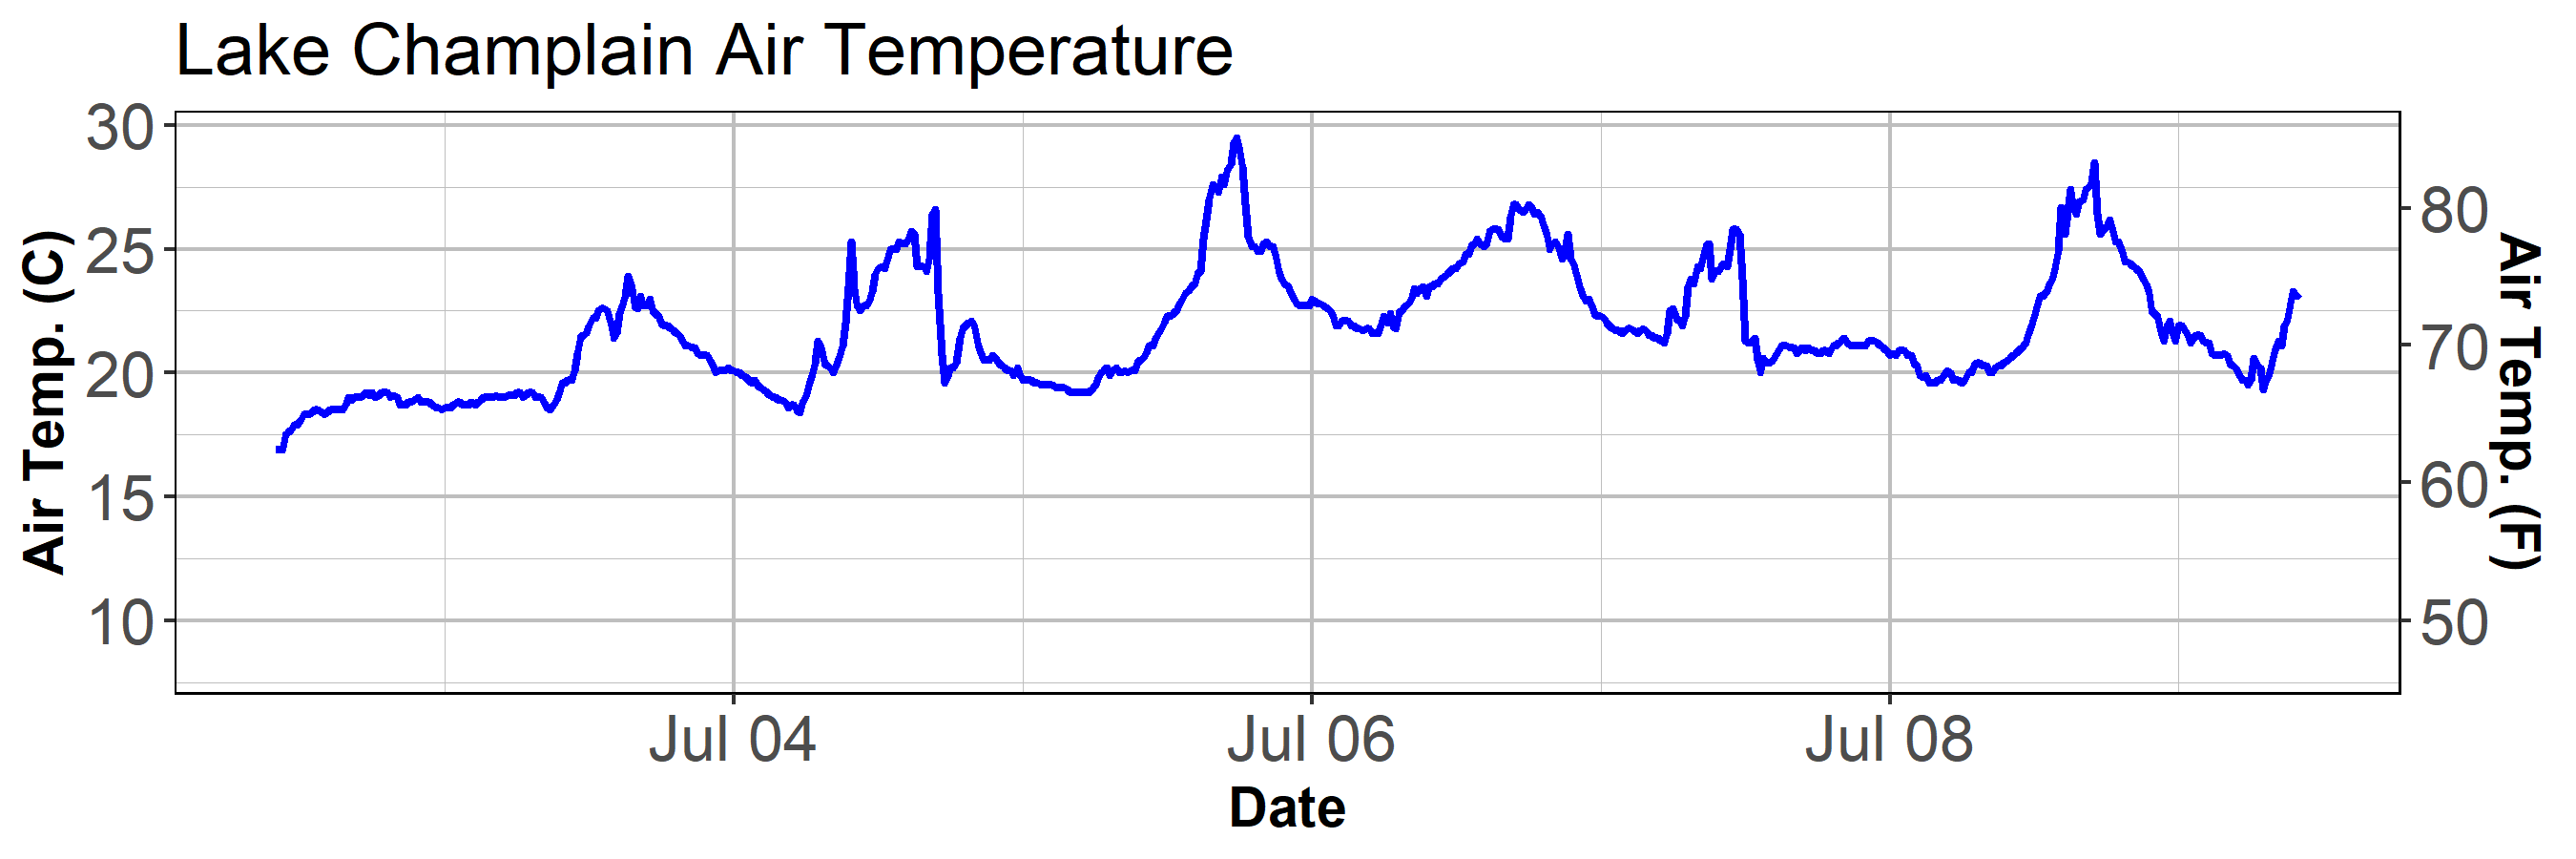 Lake Champlain Air Temperature
30
25
20
15
10
Air Temp. (C)
80
70
60
50
Air Temp. (F)
Jul 04
Jul 06
Jul 08
Date